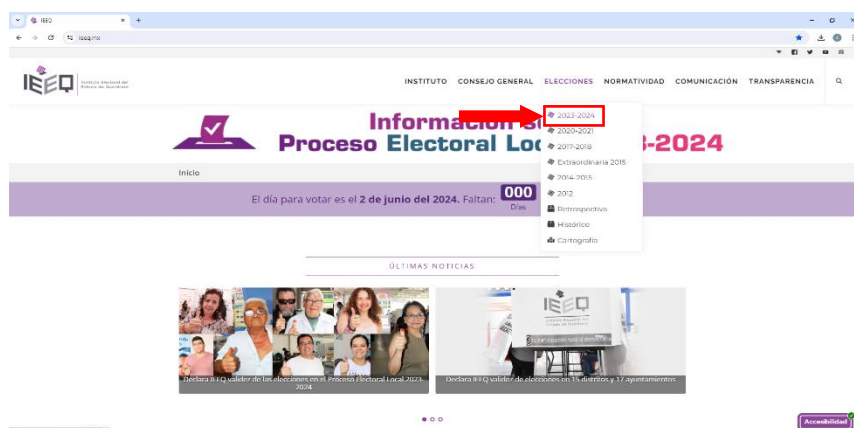 IEEQ
ieeq.mx
IEEQ
Instituto Electoral del
Estado de Querétaro
INSTITUTO CONSEJO GENERAL ELECCIONES NORMATIVIDAD COMUNICACIÓN TRANSPARENCIA
2023-2024
2020-2021
2017-2018
Extraordinaria 2015
2014-2015
2012
Retrospectiva
Histórico
Cartografía
Proceso Electoral
-2024
Inicio
El día para votar es el 2 de junio del 2024. Faltan: 000
Días
ÚLTIMAS NOTICIAS
IEEQ
Declara IEEQ validez de las elecciones en el Proceso Electoral Local 2023-
2024
Declara IEEQ validez de elecciones en 15 distritos y 17 ayuntamientos
Accesibilidad